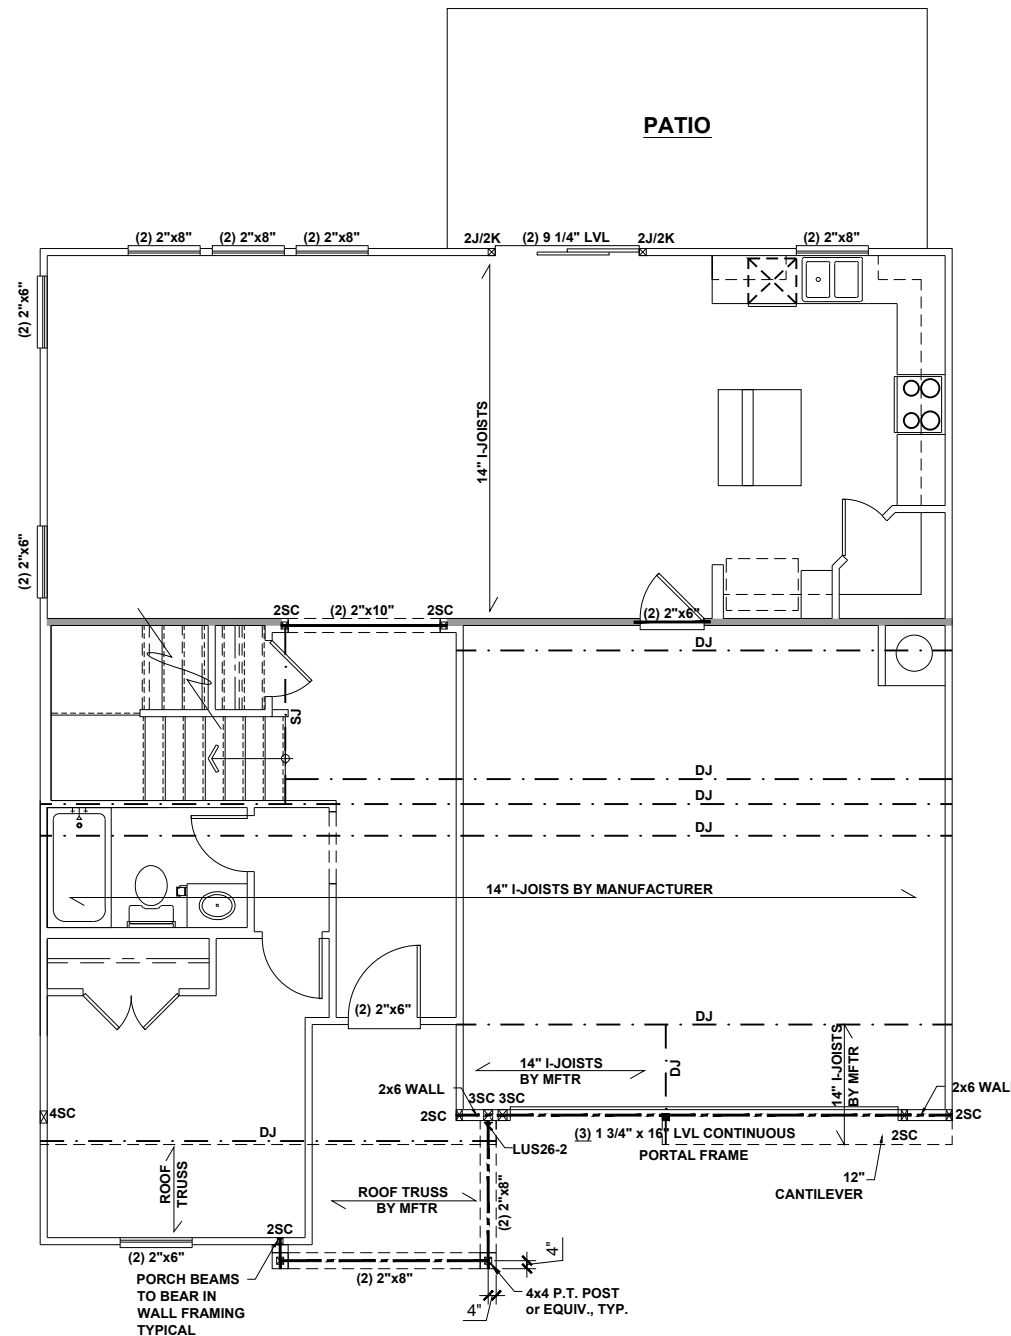 PATIO
(2) 2"x8"
(2) 2"x8"
(2) 2"x8"
2J/2K
(2) 9 1/4" LVL
2J/2K
(2) 2"x8"
(2) 2"x6"
14" I-JOISTS
(2) 2"x6"
2SC
(2) 2"x10"
2SC
(2) 2"x6"
DJ
SJ
DJ
DJ
DJ
14" I-JOISTS BY MANUFACTURER
(2) 2"x6"
DJ
14" I-JOISTS
BY MFTR
DJ
14" I-JOISTS
BY MFTR
2x6 WALL
3SC
3SC
2x6 WALL
4SC
2SC
2SC
DJ
(3) 1 3/4" x 16" LVL CONTINUOUS
2SC
LUS26-2
PORTAL FRAME
12"
CANTILEVER
ROOF
TRUSS
ROOF TRUSS
BY MFTR
(2) 2"x8"
2SC
(2) 2"x6"
4"
PORCH BEAMS
TO BEAR IN
WALL FRAMING
TYPICAL
(2) 2"x8"
4"
4x4 P.T. POST
or EQUIV., TYP.